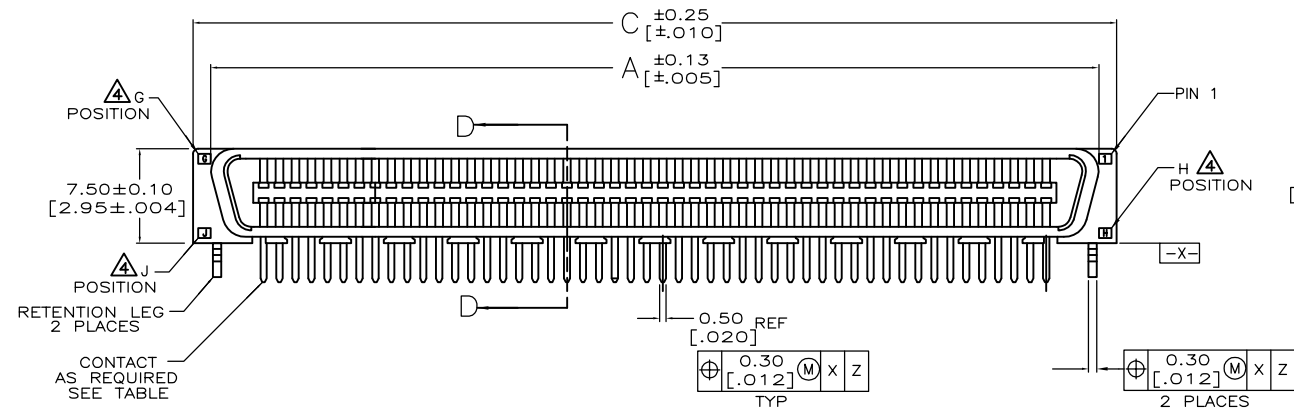 C ±0.25
[±.010]
A ±0.13
[±.005]
4 G
POSITION
PIN 1
G
1
7.50±0.10
[2.95±.004]
H 4
POSITION
[
D
J
H
4 J
POSITION
-X-
RETENTION LEG
2 PLACES
D
0.50 REF
[.020]
CONTACT
AS REQUIRED
SEE TABLE
⌖ 0.30 [.012] Ⓜ X Z
TYP
⌖ 0.30 [.012] Ⓜ X Z
2 PLACES